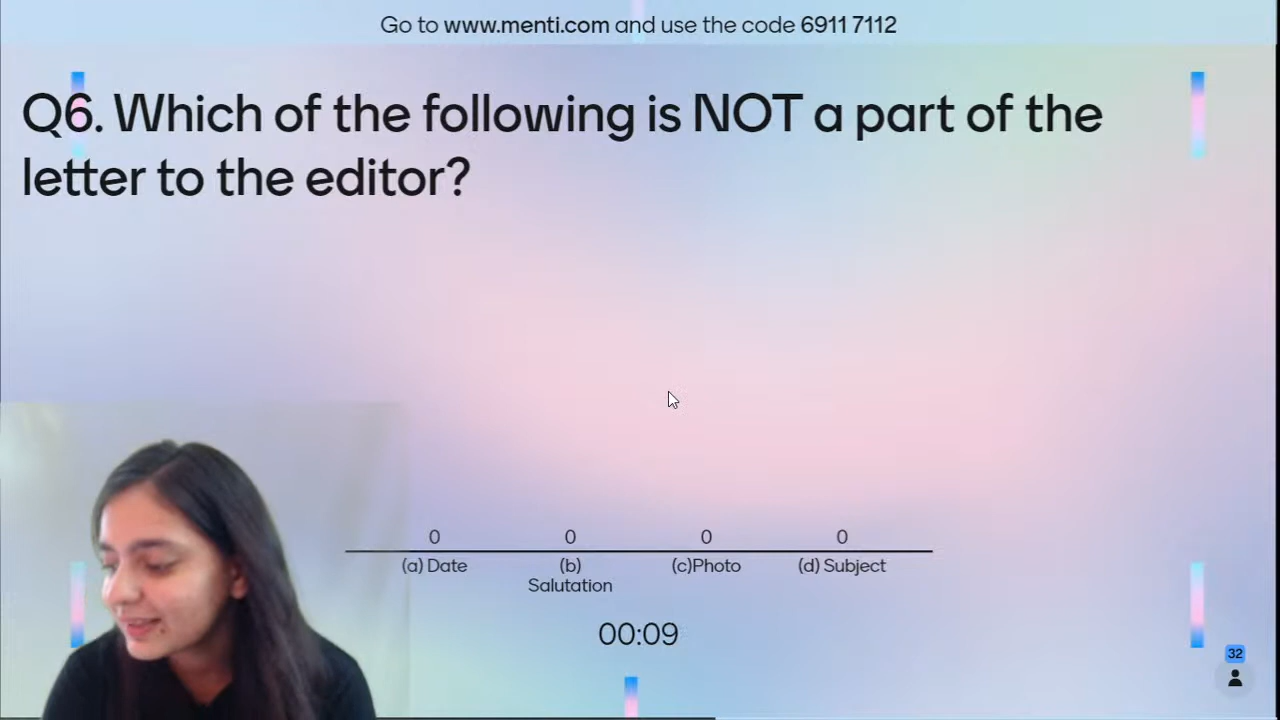 Go to www.menti.com and use the code 6911 7112
Q6. Which of the following is NOT a part of the
letter to the editor?
0 0 0 0
(a) Date (b) (c)Photo (d) Subject
Salutation
00:09
32